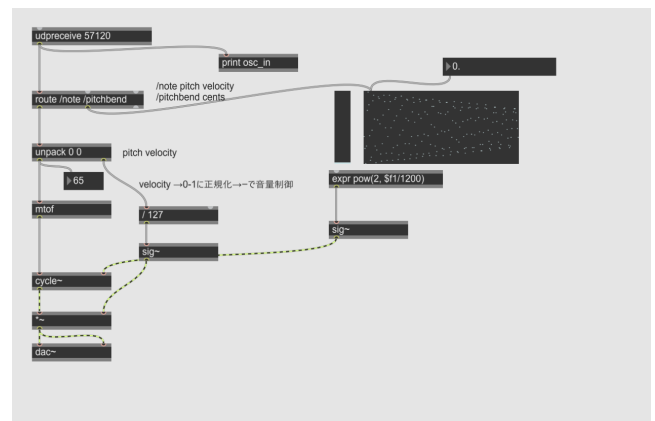 udpreceive 57120
print osc_in
0.
/note pitch velocity
/pitchbend cents
route /note /pitchbend
unpack 0 0
pitch velocity
65
velocity →0-1に正規化→~で音量制御
expr pow(2, $f1/1200)
mtof
/ 127
sig~
sig~
cycle~
*~
dac~